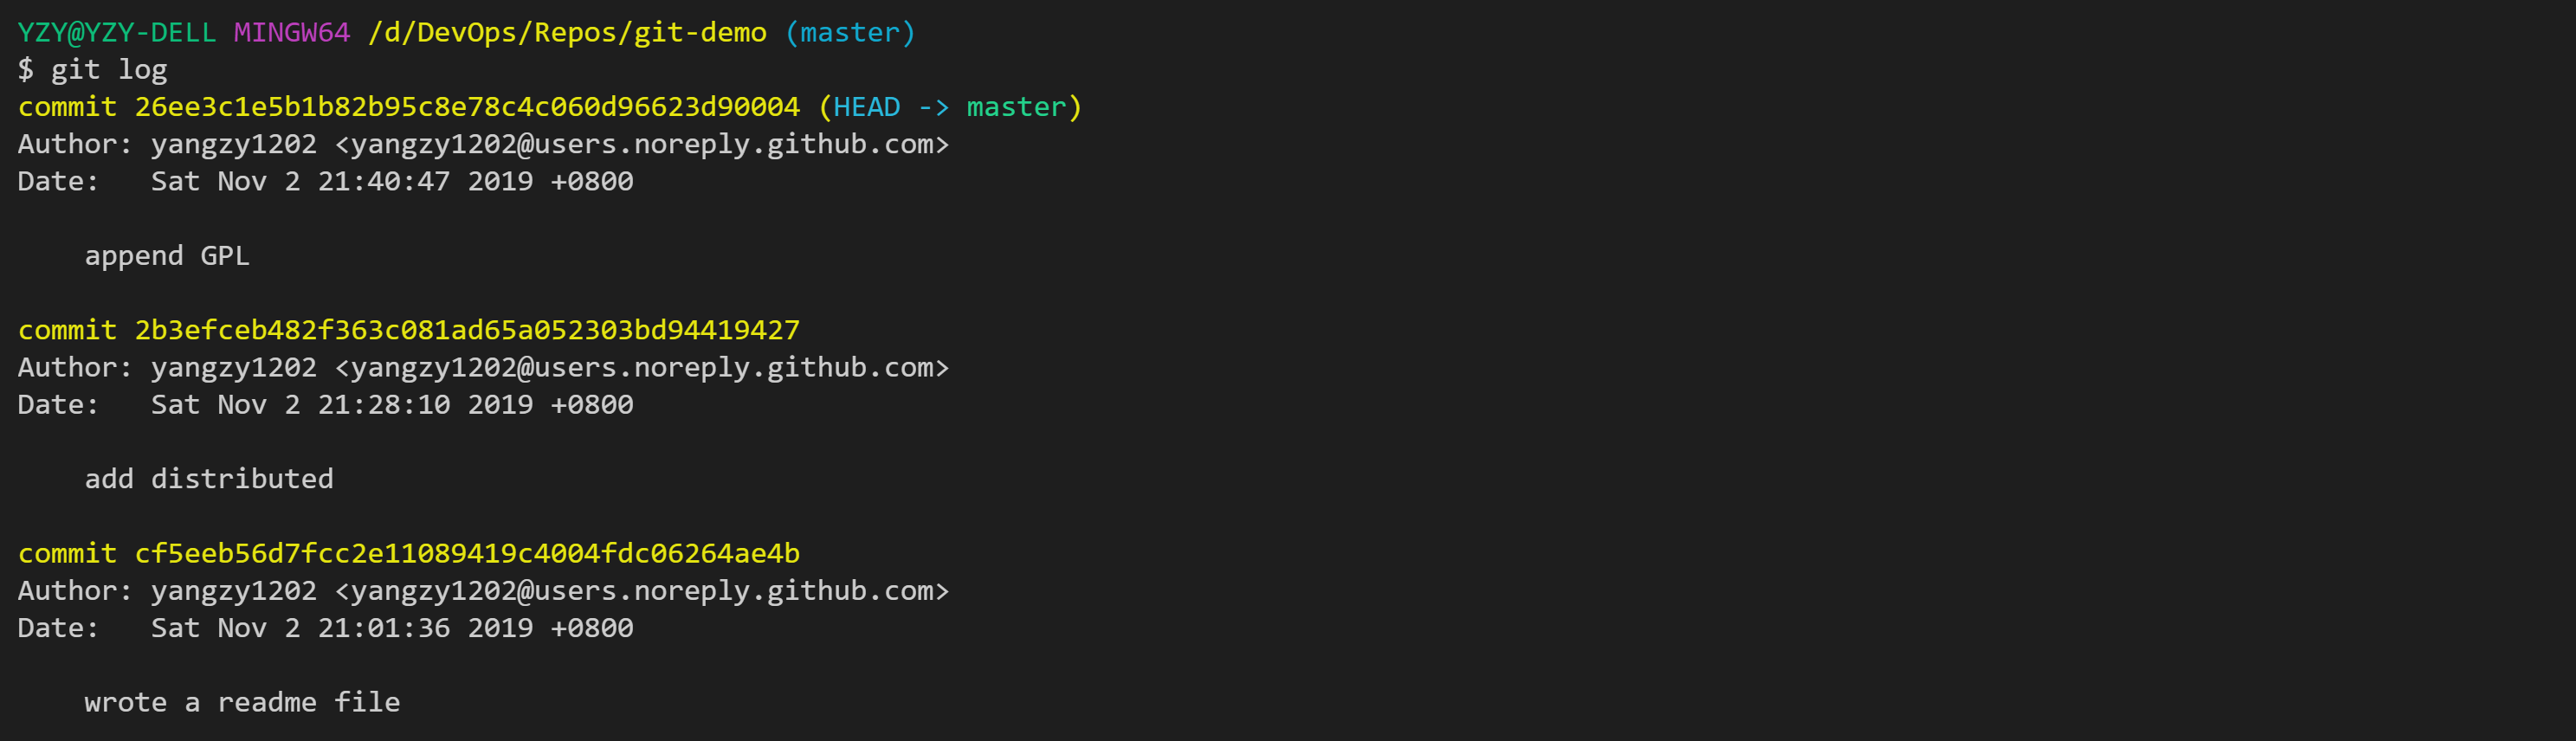 YZY@YZY-DELL MINGW64 /d/DevOps/Repos/git-demo (master)
$ git log
commit 26ee3c1e5b1b82b95c8e78c4c060d96623d90004 (HEAD -> master)
Author: yangzy1202 <yangzy1202@users.noreply.github.com>
Date:   Sat Nov 2 21:40:47 2019 +0800
    append GPL
commit 2b3efceb482f363c081ad65a052303bd94419427
Author: yangzy1202 <yangzy1202@users.noreply.github.com>
Date:   Sat Nov 2 21:28:10 2019 +0800
    add distributed
commit cf5eeb56d7fcc2e11089419c4004fdc06264ae4b
Author: yangzy1202 <yangzy1202@users.noreply.github.com>
Date:   Sat Nov 2 21:01:36 2019 +0800
    wrote a readme file